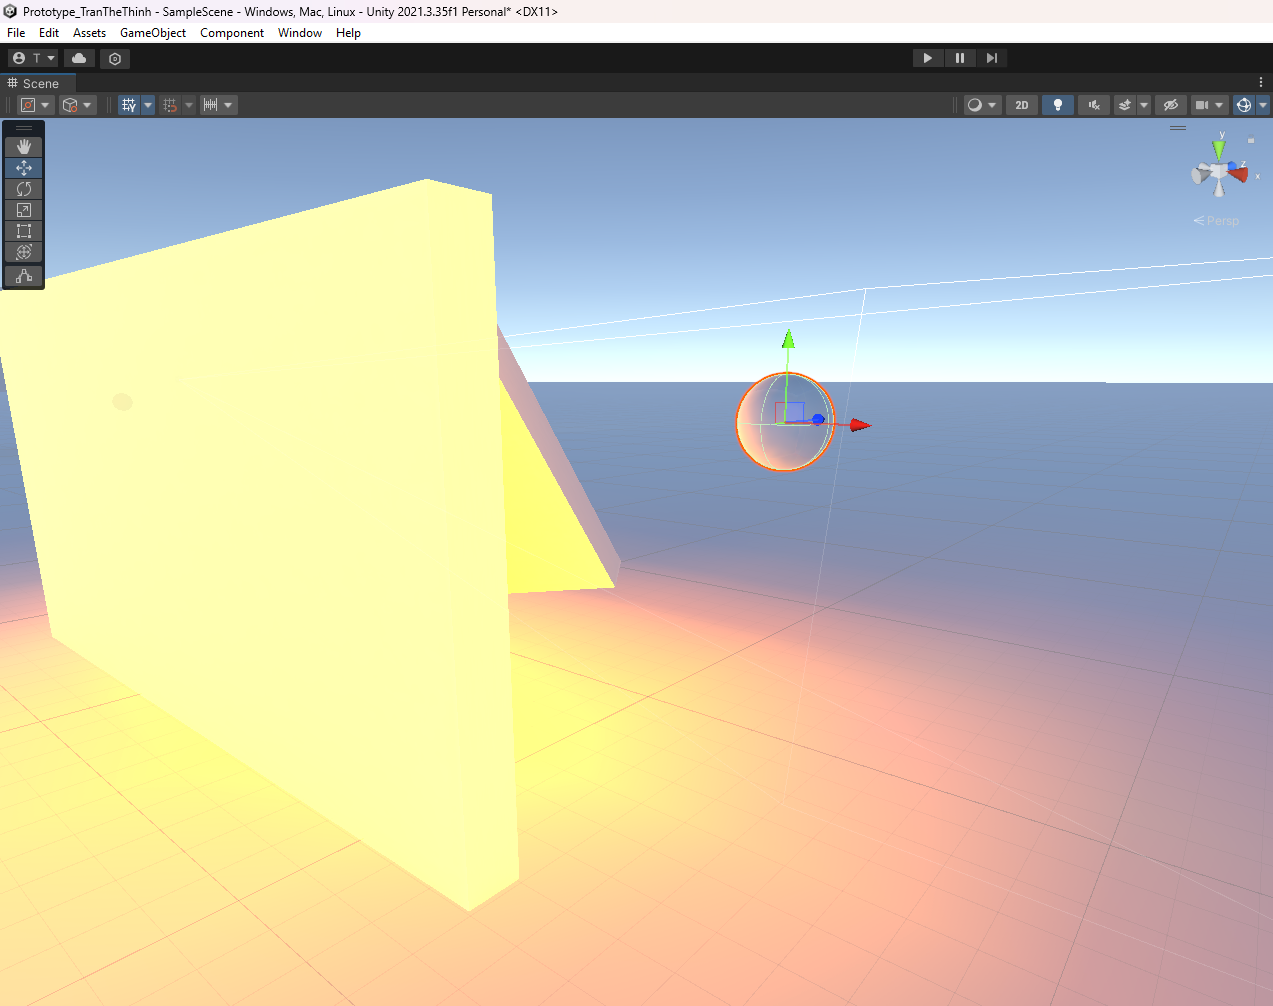 Prototype_TranTheThinh - SampleScene - Windows, Mac, Linux - Unity 2021.3.35f1 Personal* <DX11>
File Edit Assets GameObject Component Window Help
T
Scene
2D
y
z
x
Persp